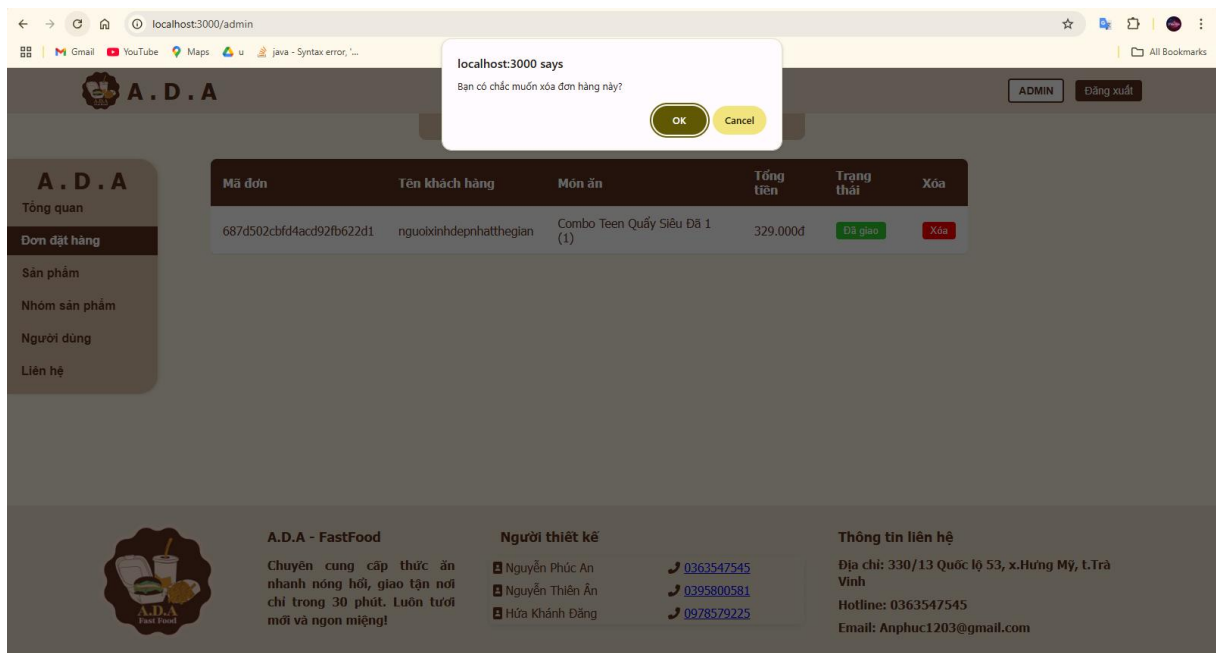 localhost:3000/admin
Gmail YouTube Maps u java - Syntax error, '... All Bookmarks
localhost:3000 says
Bạn có chắc muốn xóa đơn hàng này?
OK Cancel
A . D . A
ADMIN Đăng xuất
A . D . A
Tổng quan
Đơn đặt hàng
Sản phẩm
Nhóm sản phẩm
Người dùng
Liên hệ
Mã đơn Tên khách hàng Món ăn Tổng tiền Trạng thái Xóa
687d502cbfd4acd92fb622d1 nguoixinhdepnhatthegian Combo Teen Quẩy Siêu Đã 1 (1) 329.000đ Đã giao Xóa
A.D.A
Fast Food
A.D.A - FastFood
Chuyên cung cấp thức ăn
nhanh nóng hổi, giao tận nơi
chỉ trong 30 phút. Luôn tươi
mới và ngon miệng!
Người thiết kế
Nguyễn Phúc An 0363547545
Nguyễn Thiên Ân 0395800581
Hứa Khánh Đăng 0978579225
Thông tin liên hệ
Địa chỉ: 330/13 Quốc lộ 53, x.Hưng Mỹ, t.Trà
Vinh
Hotline: 0363547545
Email: Anphuc1203@gmail.com